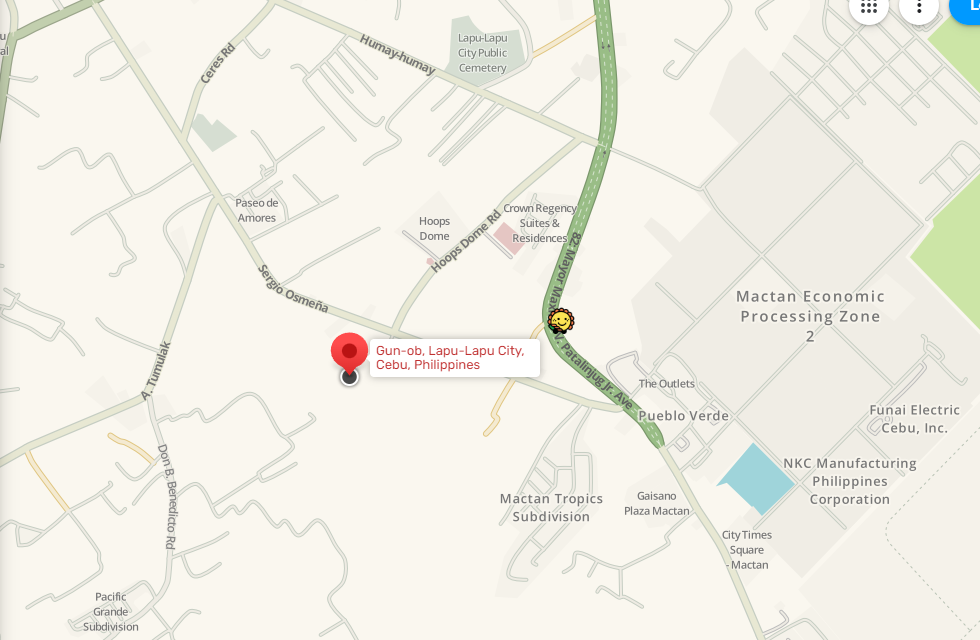 Lapu-Lapu
City Public
Cemetery
Humay-humay
Ceres Rd
Paseo de
Amores
Hoops
Dome
Crown Regency
Suites &
Residences
Hoops Dome Rd
Sergio Osmeña
82: Mayor Max
V. Patalinjug Jr. Ave
Mactan Economic
Processing Zone
2
Gun-ob, Lapu-Lapu City,
Cebu, Philippines
A. Tumulak
The Outlets
Pueblo Verde
Funai Electric
Cebu, Inc.
Don B. Benedicto Rd
NKC Manufacturing
Philippines
Corporation
Mactan Tropics
Subdivision
Gaisano
Plaza Mactan
City Times
Square
- Mactan
Pacific
Grande
Subdivision